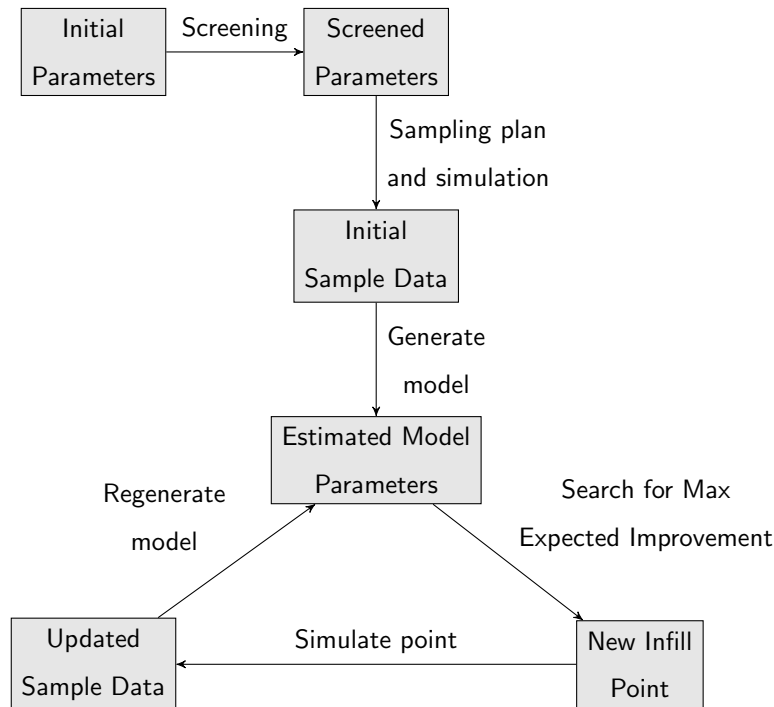 Initial
Parameters
Screening
Screened
Parameters
Sampling plan
and simulation
Initial
Sample Data
Generate
model
Estimated Model
Parameters
Regenerate
model
Search for Max
Expected Improvement
Updated
Sample Data
Simulate point
New Infill
Point